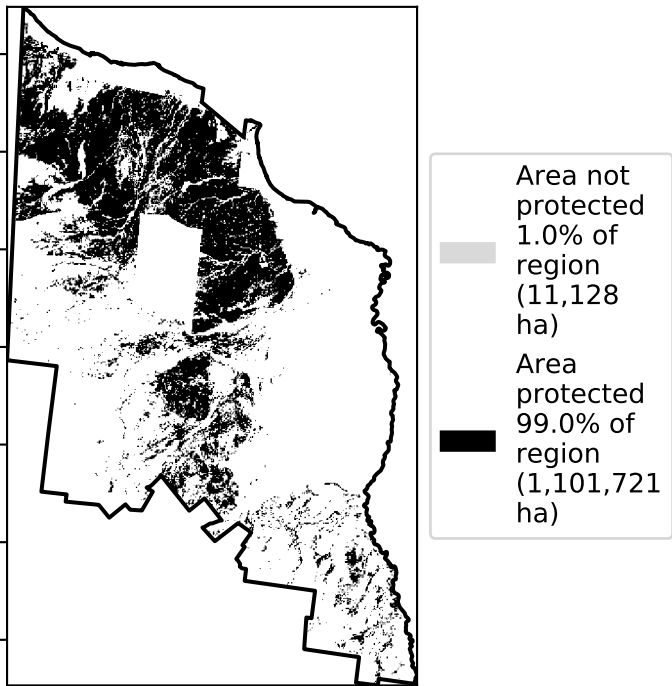 Area not
protected
1.0% of
region
(11,128
ha)
Area
protected
99.0% of
region
(1,101,721
ha)